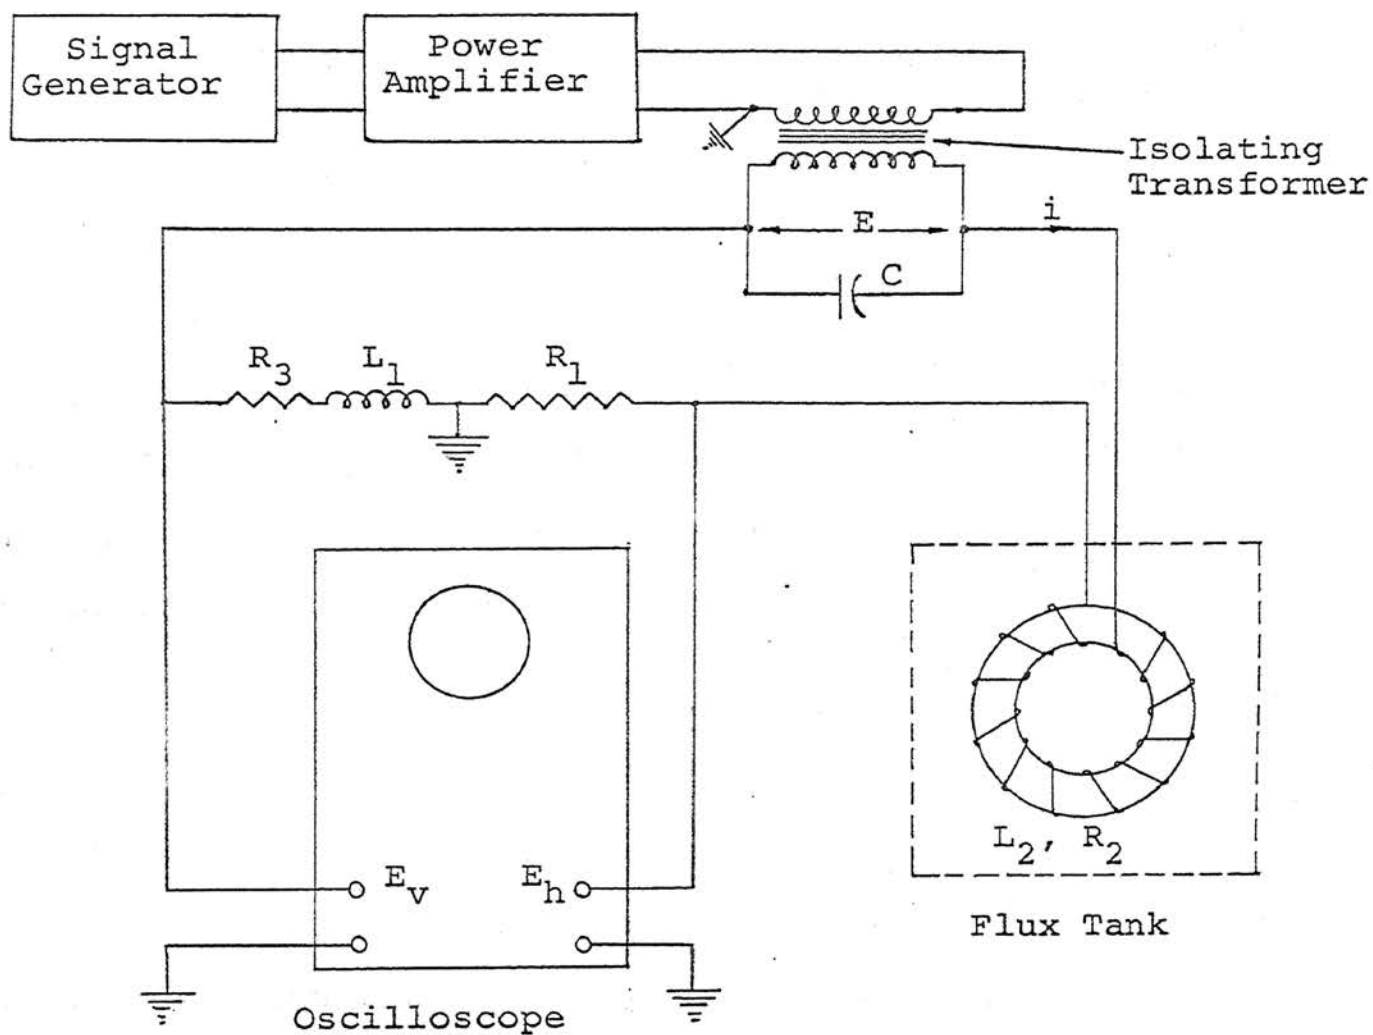 Signal
Generator
Power
Amplifier
Isolating
Transformer
E
i
C
R3
L1
R1
Ev
Eh
L2, R2
Flux Tank
Oscilloscope